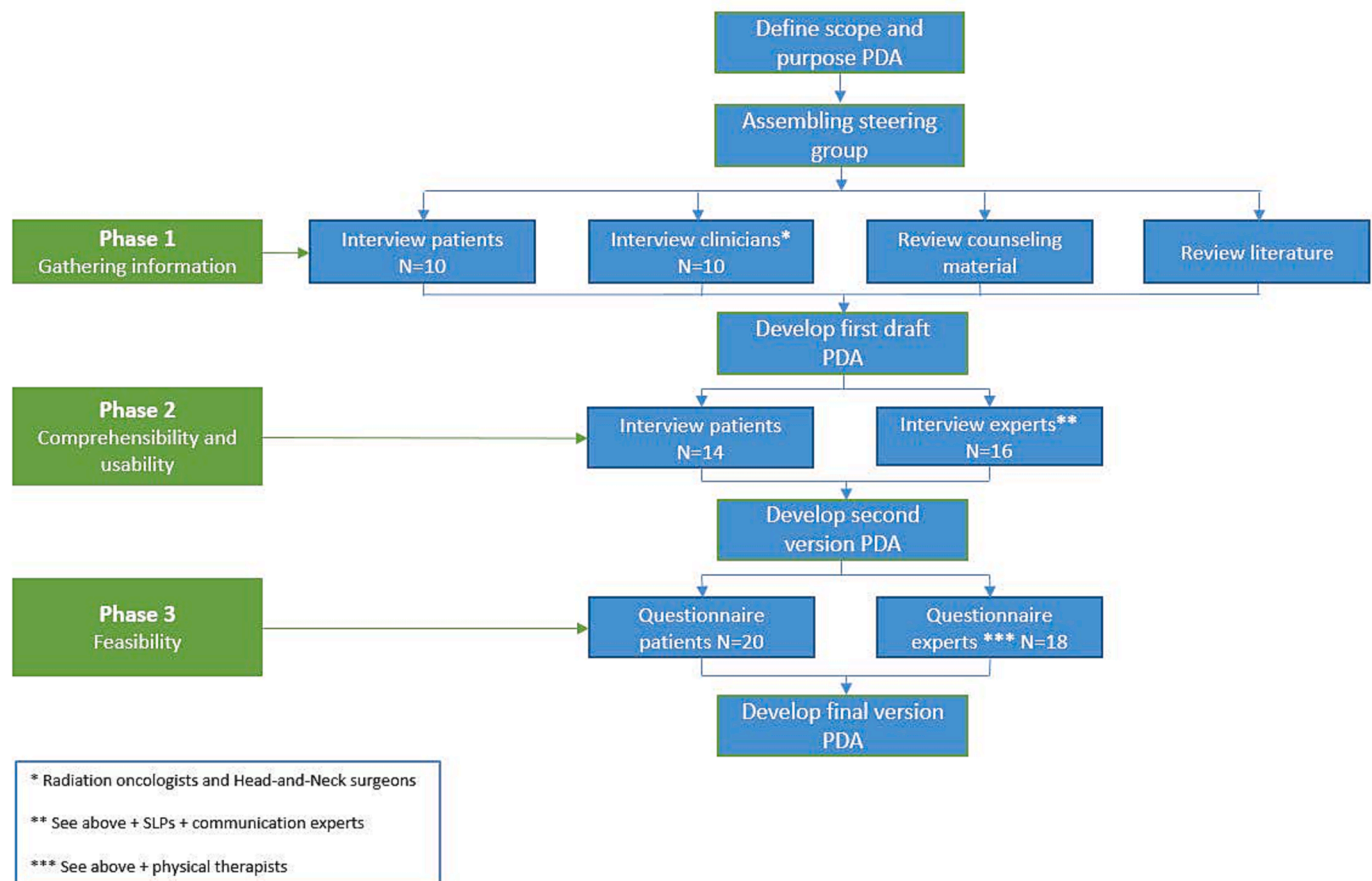 Define scope and
purpose PDA
Assembling steering
group
Phase 1
Gathering information
Interview patients
N=10
Interview clinicians*
N=10
Review counseling
material
Review literature
Develop first draft
PDA
Phase 2
Comprehensibility and
usability
Interview patients
N=14
Interview experts**
N=16
Develop second
version PDA
Phase 3
Feasibility
Questionnaire
patients N=20
Questionnaire
experts *** N=18
Develop final version
PDA
* Radiation oncologists and Head-and-Neck surgeons
** See above + SLPs + communication experts
*** See above + physical therapists